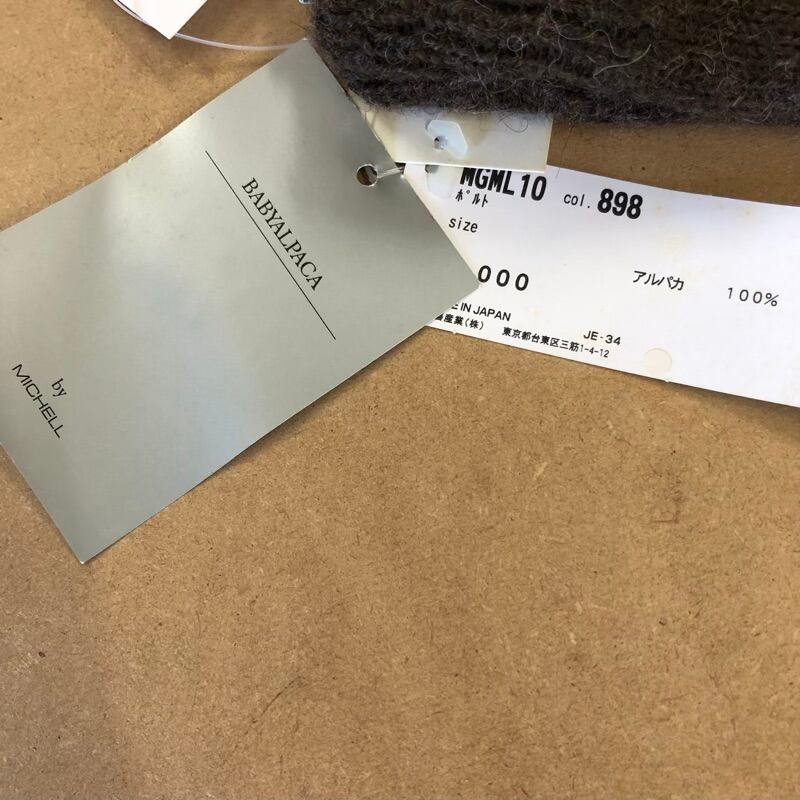 BABYALPACA
by
MICHELL
MGML10 col. 898
ポルト
size
000
アルパカ 100%
IN JAPAN
産業(株) 東京都台東区三筋1-4-12
JE-34